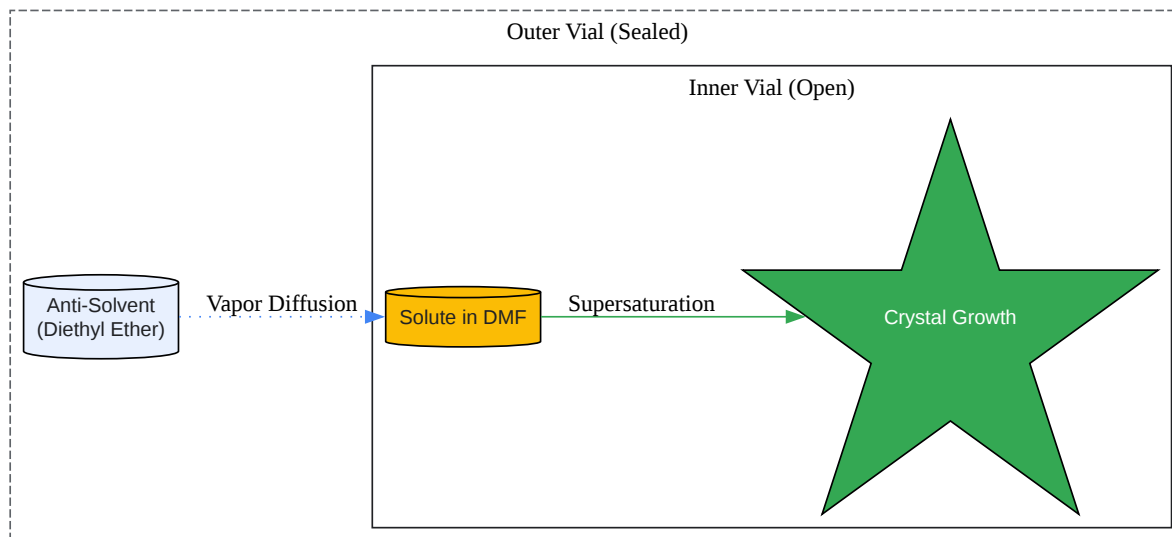 Outer Vial (Sealed)
Inner Vial (Open)
Anti-Solvent
(Diethyl Ether)
Vapor Diffusion
Solute in DMF
Supersaturation
Crystal Growth